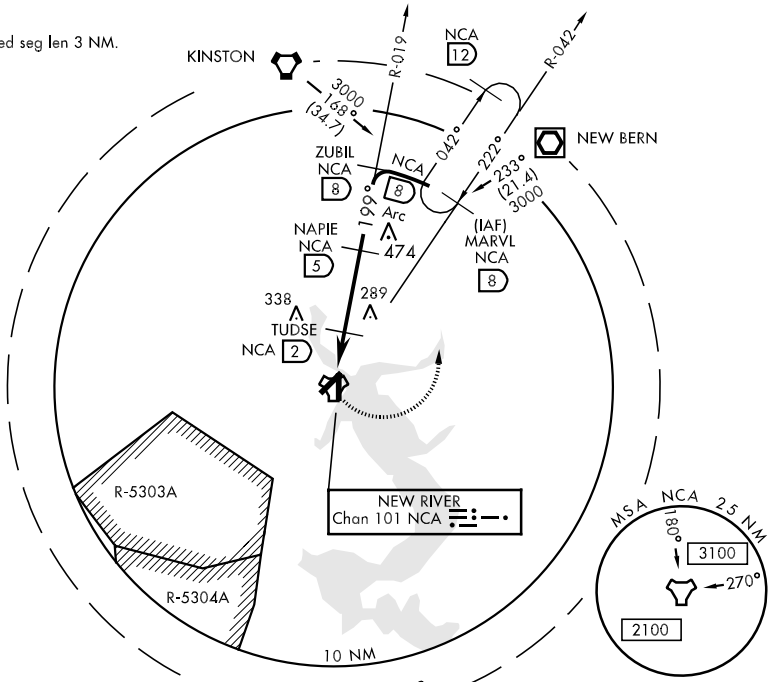 ed seg len 3 NM.
KINSTON
3000
168°
(34.7)
R-019
NCA
12
R-042
NEW BERN
042°
222°
233°
(21.4)
3000
ZUBIL
NCA
8
NCA
8
Arc
199°
(IAF)
MARVL
NCA
8
NAPIE
NCA
5
474
338
289
TUDSE
NCA 2
R-5303A
R-5304A
NEW RIVER
Chan 101 NCA
10 NM
MSA NCA 25 NM
180°
3100
270°
2100